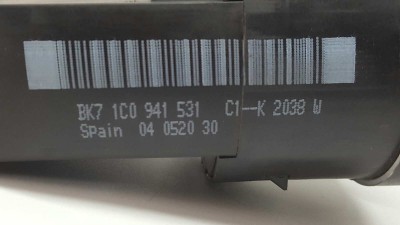 BK7 1C0 941 531 C1--K 2038 W
Spain 04 0520 30